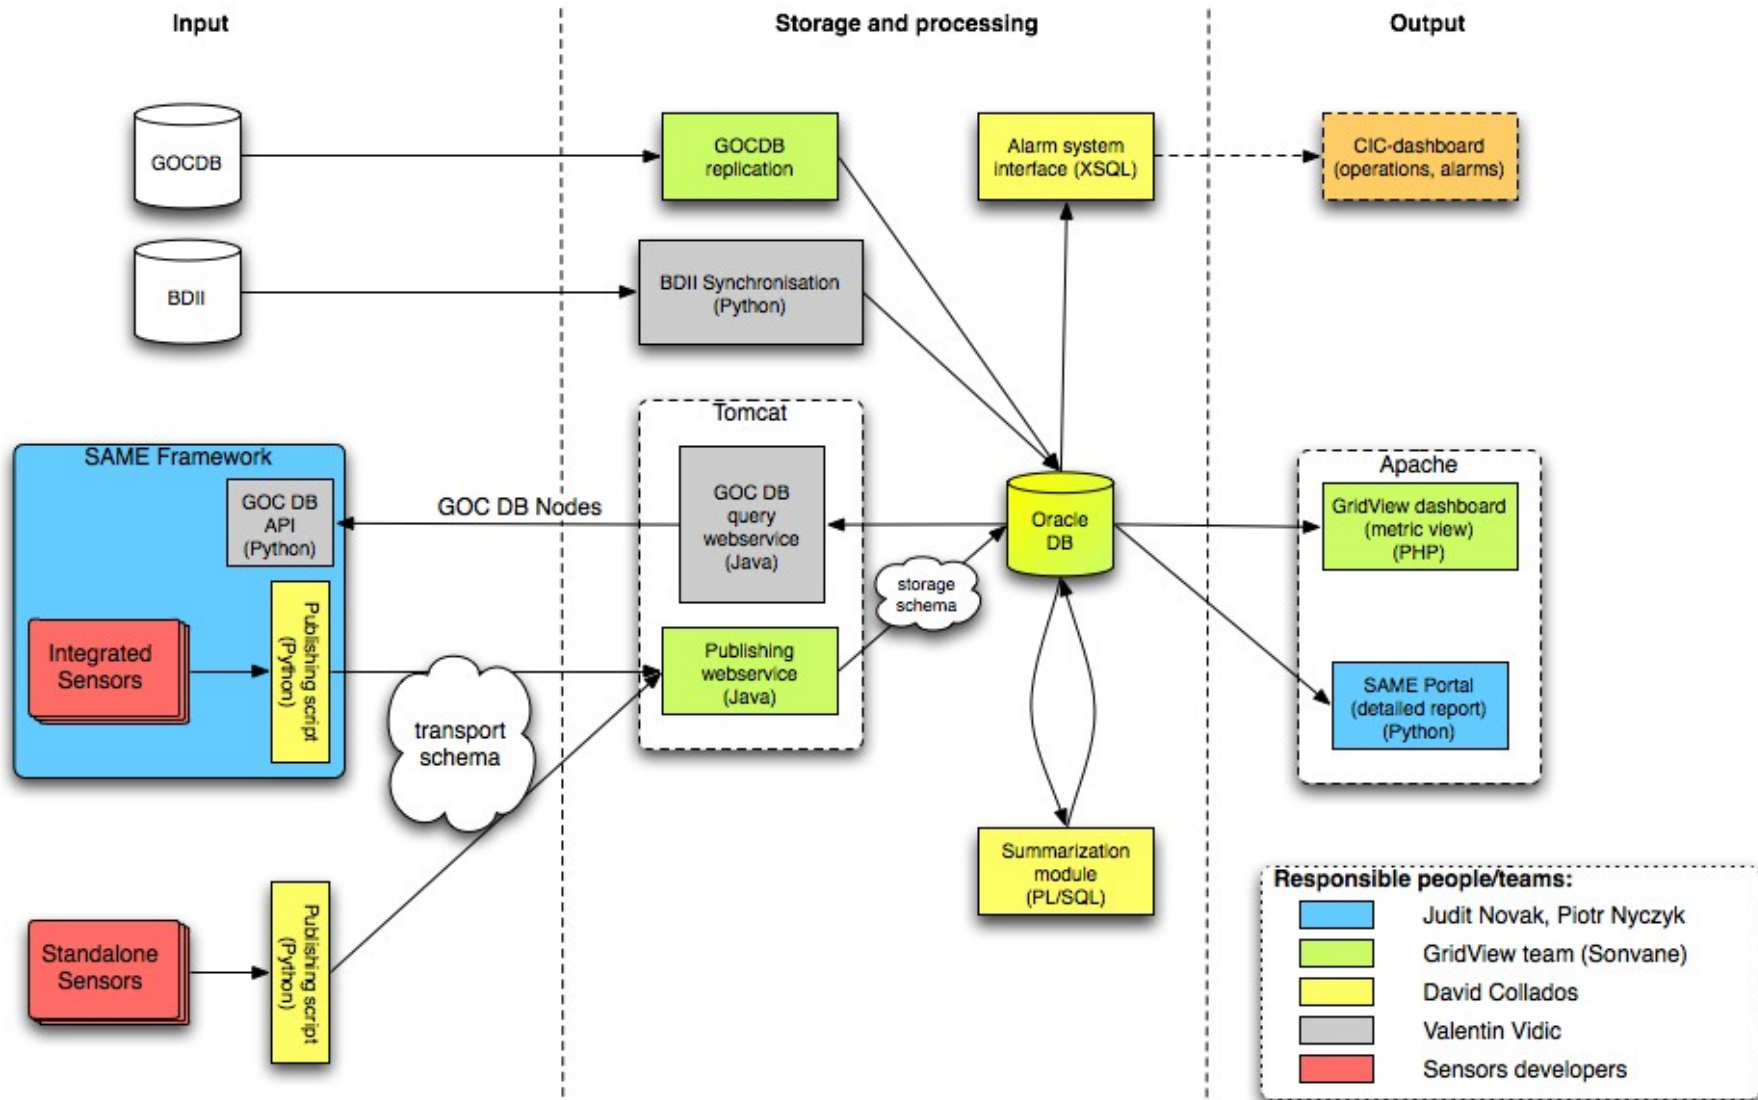 Input
Storage and processing
Output
GOCDB
GOCDB
replication
Alarm system
interface (XSQL)
CIC-dashboard
(operations, alarms)
BDII
BDII Synchronisation
(Python)
Tomcat
SAME Framework
GOC DB
API
(Python)
GOC DB Nodes
GOC DB
query
webservice
(Java)
Oracle
DB
Apache
GridView dashboard
(metric view)
(PHP)
storage
schema
Integrated
Sensors
Publishing script
(Python)
transport
schema
Publishing
webservice
(Java)
SAME Portal
(detailed report)
(Python)
Summarization
module
(PL/SQL)
Standalone
Sensors
Publishing script
(Python)
Responsible people/teams:
Judit Novak, Piotr Nyczyk
GridView team (Sonvane)
David Collados
Valentin Vidic
Sensors developers